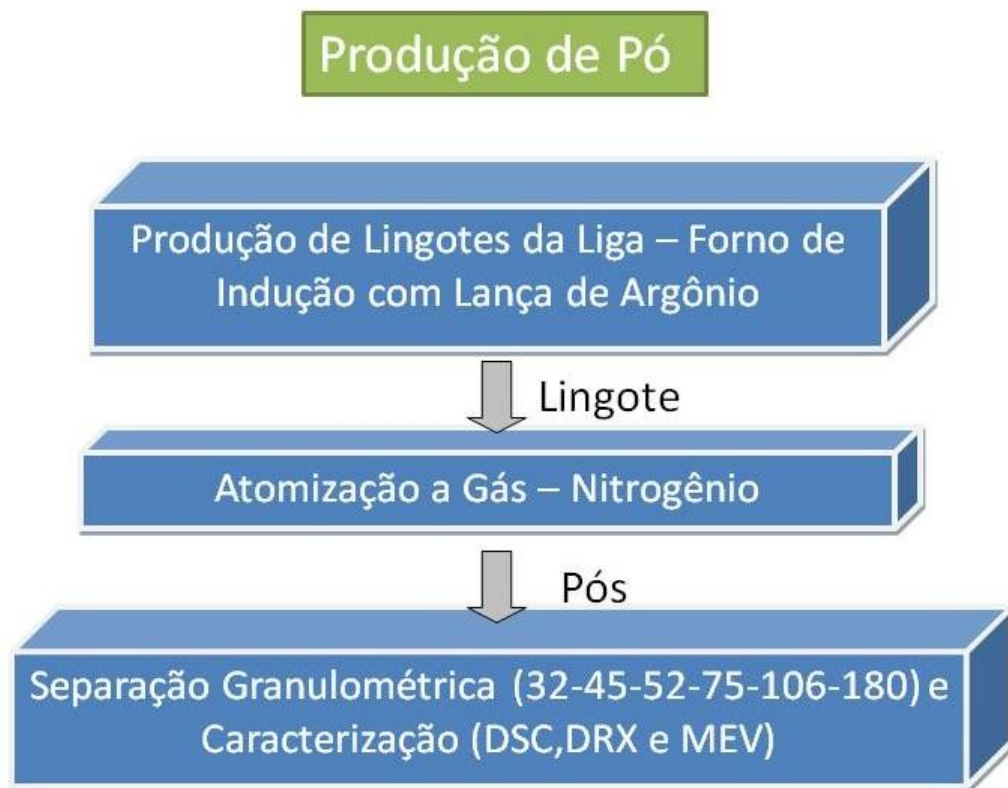 Produção de Pó
Produção de Lingotes da Liga – Forno de
Indução com Lança de Argônio
Lingote
Atomização a Gás – Nitrogênio
Pós
Separação Granulométrica (32-45-52-75-106-180) e
Caracterização (DSC,DRX e MEV)